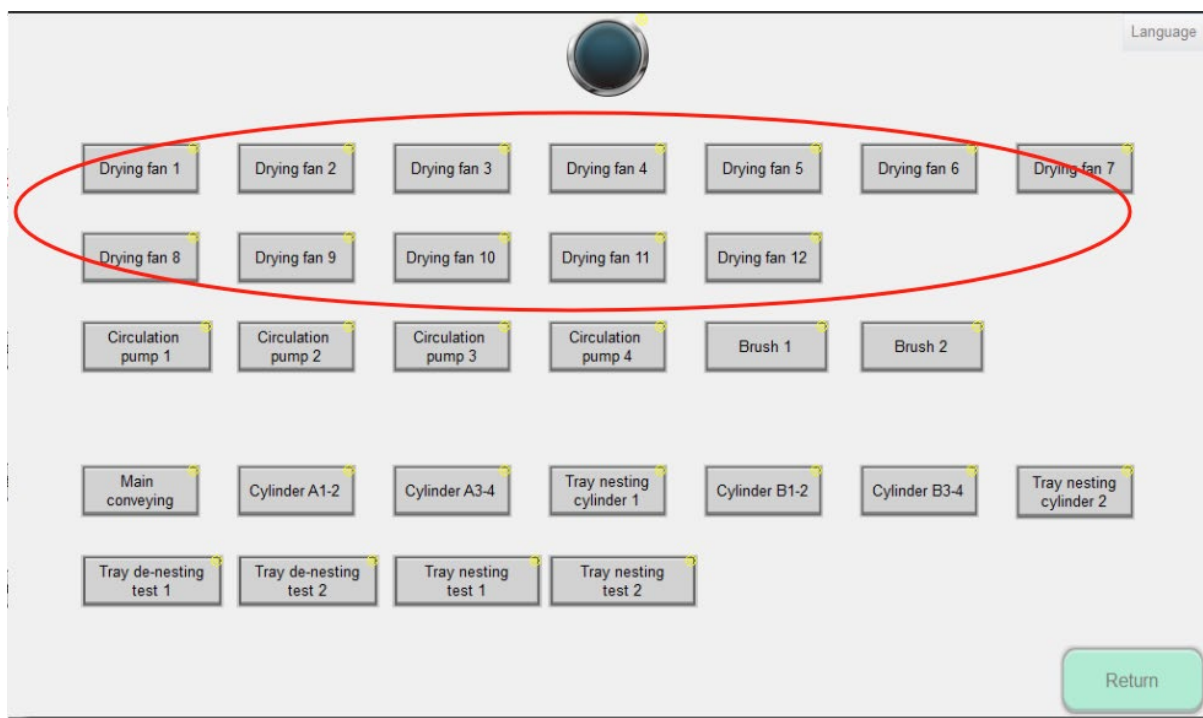 Language
Drying fan 1
Drying fan 2
Drying fan 3
Drying fan 4
Drying fan 5
Drying fan 6
Drying fan 7
Drying fan 8
Drying fan 9
Drying fan 10
Drying fan 11
Drying fan 12
Circulation
pump 1
Circulation
pump 2
Circulation
pump 3
Circulation
pump 4
Brush 1
Brush 2
Main
conveying
Cylinder A1-2
Cylinder A3-4
Tray nesting
cylinder 1
Cylinder B1-2
Cylinder B3-4
Tray nesting
cylinder 2
Tray de-nesting
test 1
Tray de-nesting
test 2
Tray nesting
test 1
Tray nesting
test 2
Return